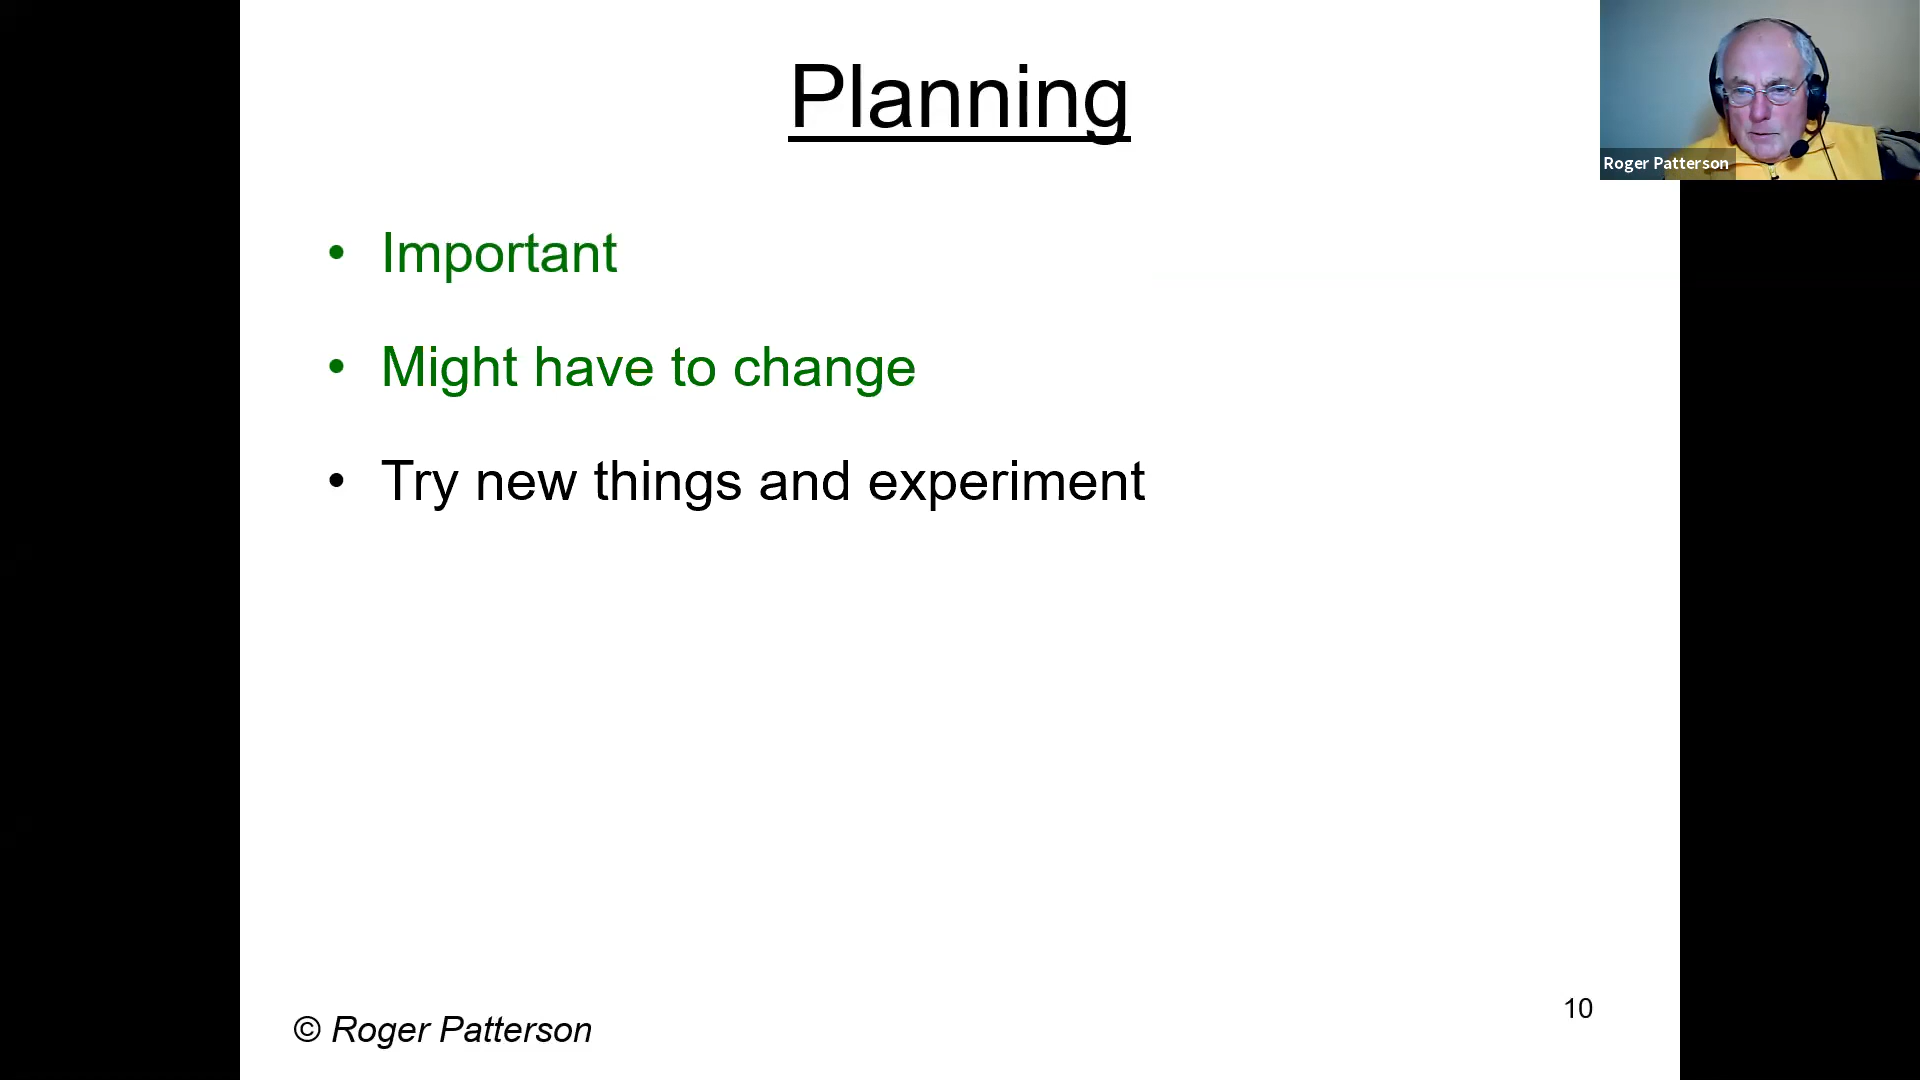 Planning
Roger Patterson
• Important
• Might have to change
• Try new things and experiment
10
© Roger Patterson